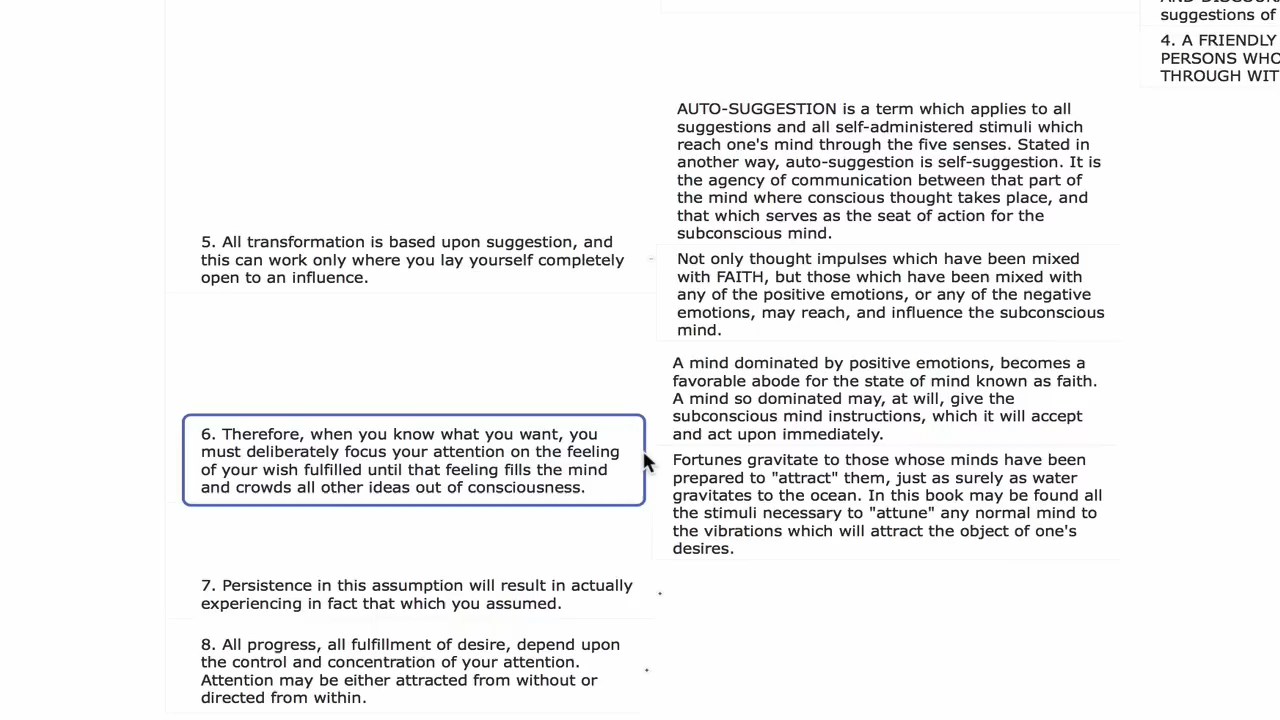 5. All transformation is based upon suggestion, and
this can work only where you lay yourself completely
open to an influence.
6. Therefore, when you know what you want, you
must deliberately focus your attention on the feeling
of your wish fulfilled until that feeling fills the mind
and crowds all other ideas out of consciousness.
7. Persistence in this assumption will result in actually
experiencing in fact that which you assumed.
8. All progress, all fulfillment of desire, depend upon
the control and concentration of your attention.
Attention may be either attracted from without or
directed from within.
AUTO-SUGGESTION is a term which applies to all
suggestions and all self-administered stimuli which
reach one's mind through the five senses. Stated in
another way, auto-suggestion is self-suggestion. It is
the agency of communication between that part of
the mind where conscious thought takes place, and
that which serves as the seat of action for the
subconscious mind.
Not only thought impulses which have been mixed
with FAITH, but those which have been mixed with
any of the positive emotions, or any of the negative
emotions, may reach, and influence the subconscious
mind.
A mind dominated by positive emotions, becomes a
favorable abode for the state of mind known as faith.
A mind so dominated may, at will, give the
subconscious mind instructions, which it will accept
and act upon immediately.
Fortunes gravitate to those whose minds have been
prepared to "attract" them, just as surely as water
gravitates to the ocean. In this book may be found all
the stimuli necessary to "attune" any normal mind to
the vibrations which will attract the object of one's
desires.
suggestions of
4. A FRIENDLY
PERSONS WHO
THROUGH WIT